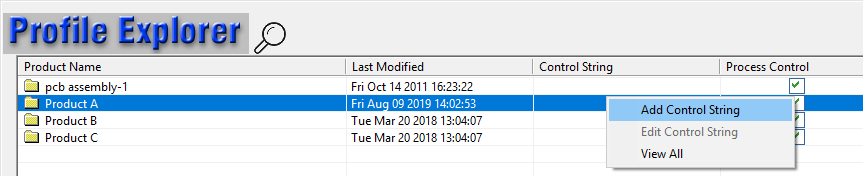 Profile Explorer
Product Name Last Modified Control String Process Control
pcb assembly-1 Fri Oct 14 2011 16:23:22
Product A Fri Aug 09 2019 14:02:53
Add Control String
Product B Tue Mar 20 2018 13:04:07
Edit Control String
Product C Tue Mar 20 2018 13:04:07
View All